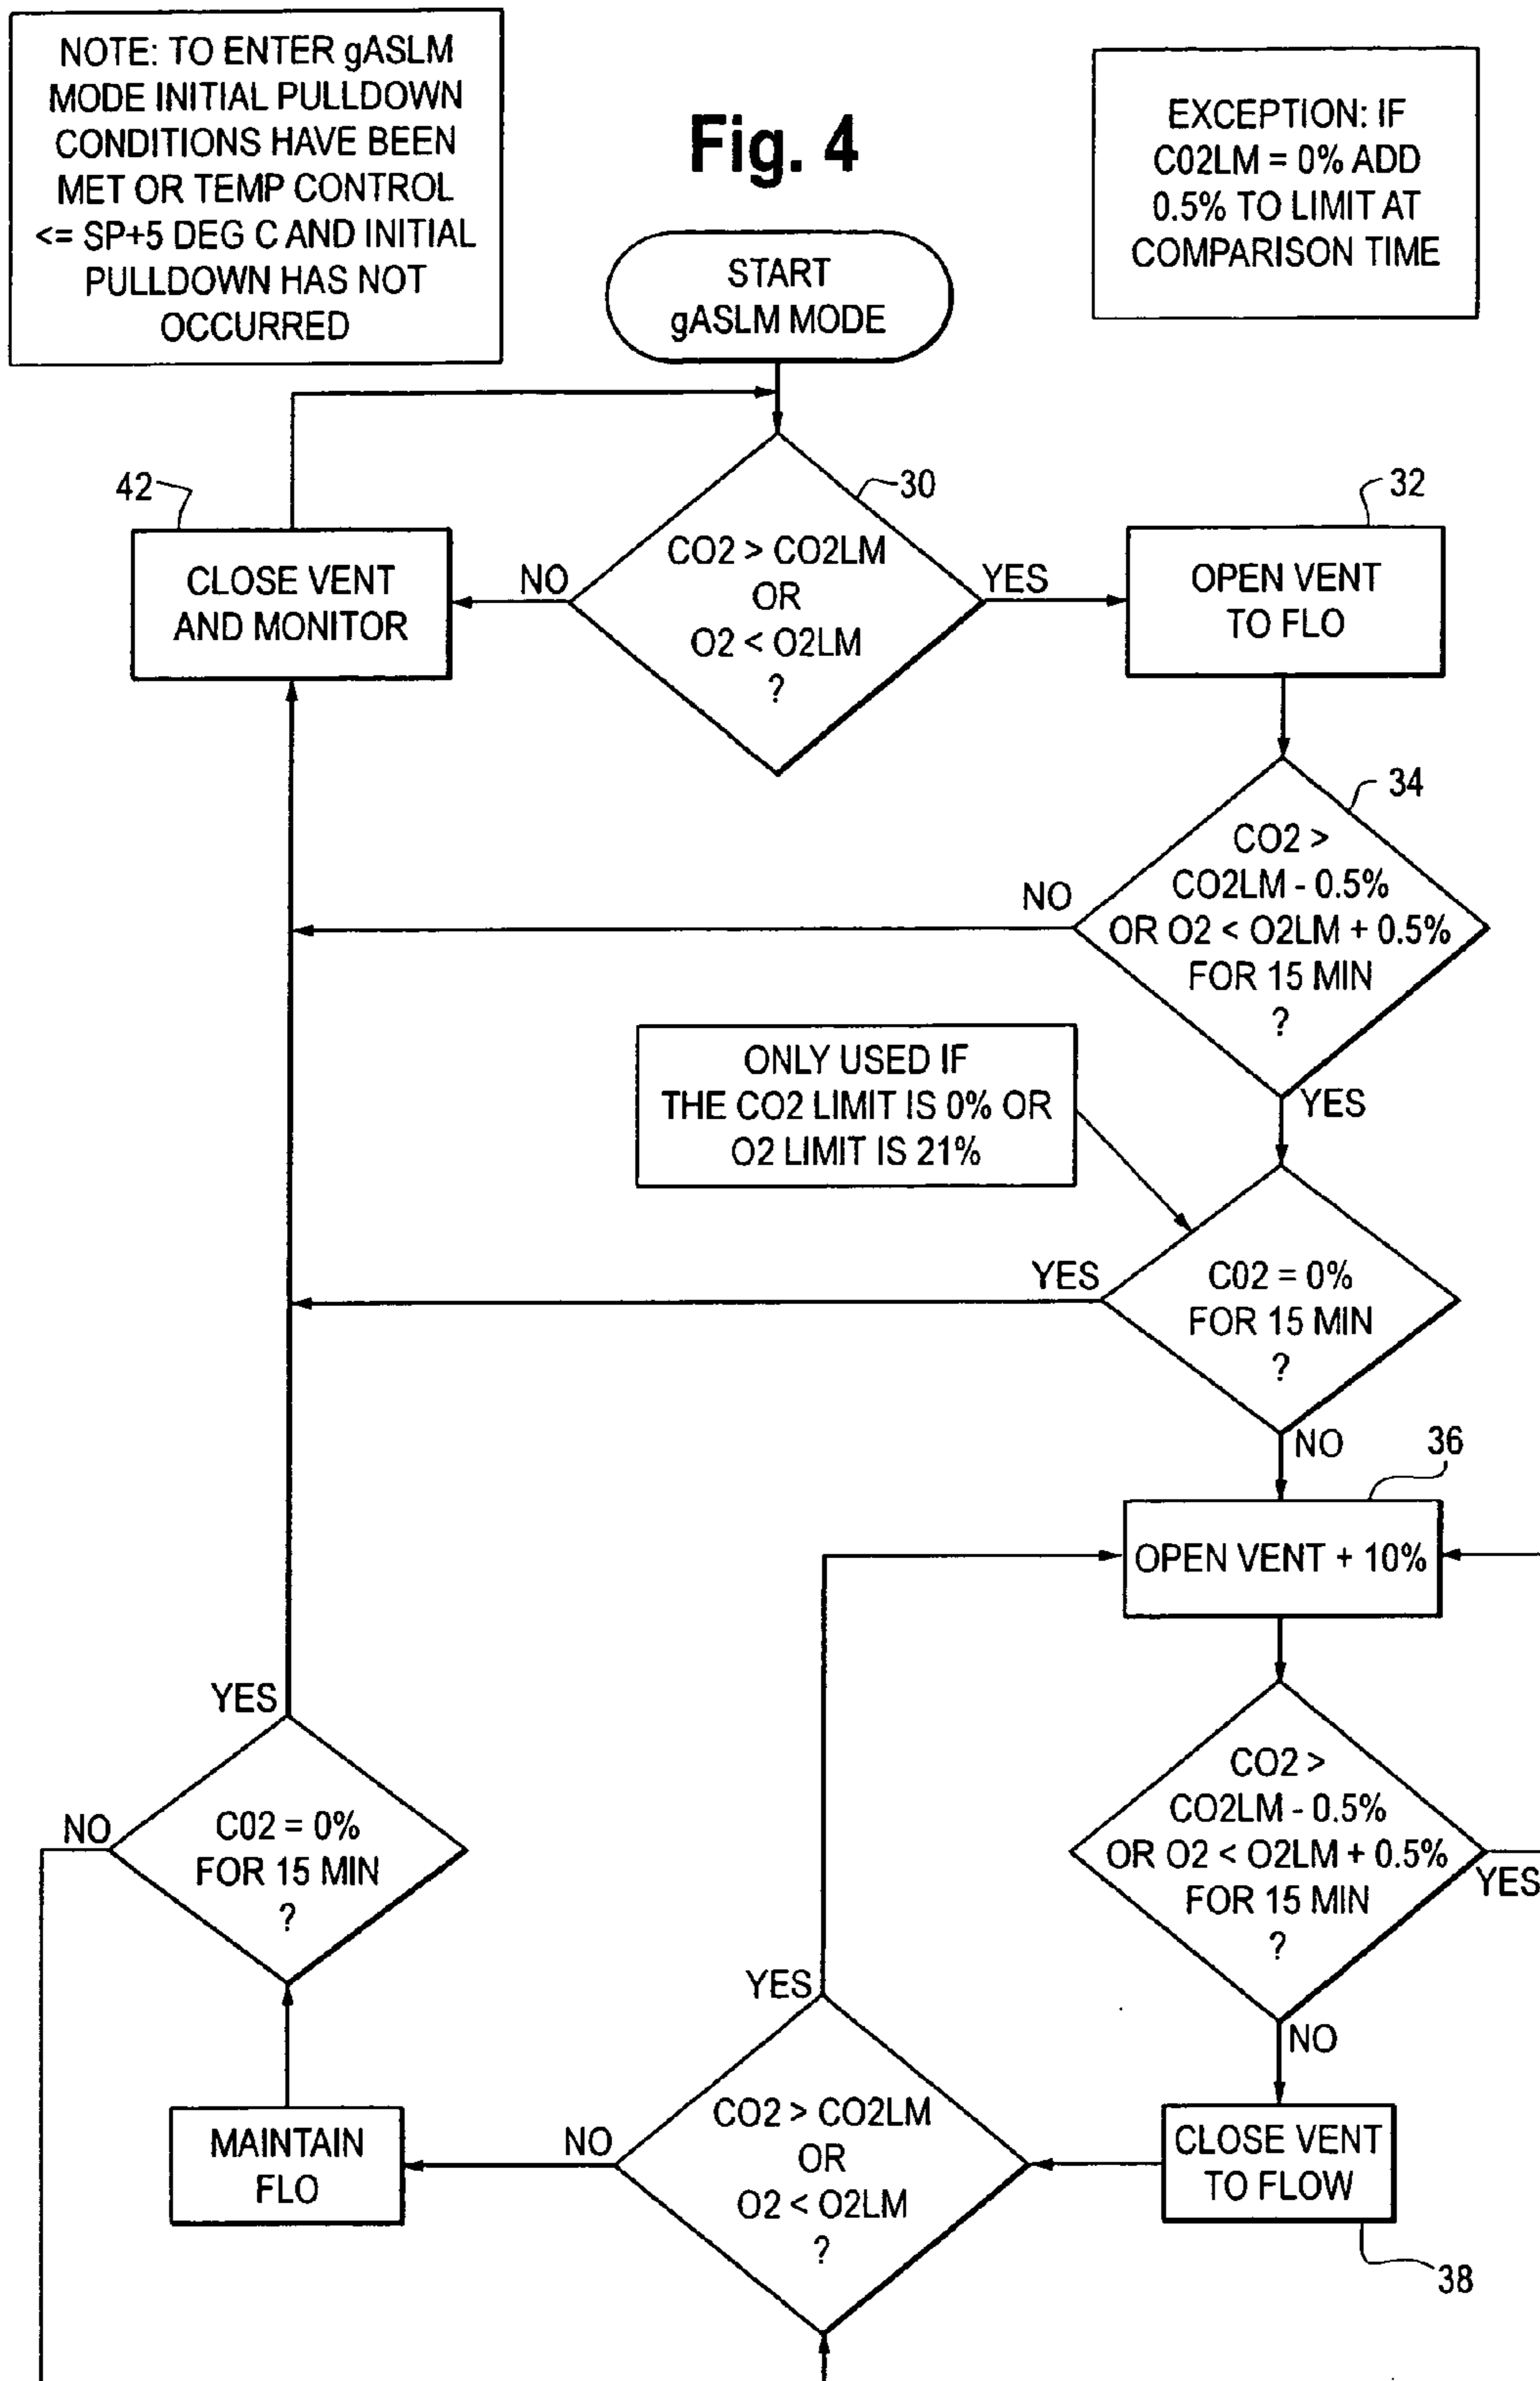 NOTE: TO ENTER gASLM
MODE INITIAL PULLDOWN
CONDITIONS HAVE BEEN
MET OR TEMP CONTROL
<= SP+5 DEG C AND INITIAL
PULLDOWN HAS NOT
OCCURRED
Fig. 4
EXCEPTION: IF
C02LM = 0% ADD
0.5% TO LIMIT AT
COMPARISON TIME
START
gASLM MODE
42
CLOSE VENT
AND MONITOR
NO
30
CO2 > CO2LM
OR
O2 < O2LM
?
YES
32
OPEN VENT
TO FLO
34
CO2 >
CO2LM - 0.5%
OR O2 < O2LM + 0.5%
FOR 15 MIN
?
NO
YES
ONLY USED IF
THE CO2 LIMIT IS 0% OR
O2 LIMIT IS 21%
YES
C02 = 0%
FOR 15 MIN
?
NO
36
OPEN VENT + 10%
CO2 >
CO2LM - 0.5%
OR O2 < O2LM + 0.5%
FOR 15 MIN
?
YES
NO
CLOSE VENT
TO FLOW
38
YES
CO2 > CO2LM
OR
O2 < O2LM
?
NO
MAINTAIN
FLO
YES
NO
C02 = 0%
FOR 15 MIN
?